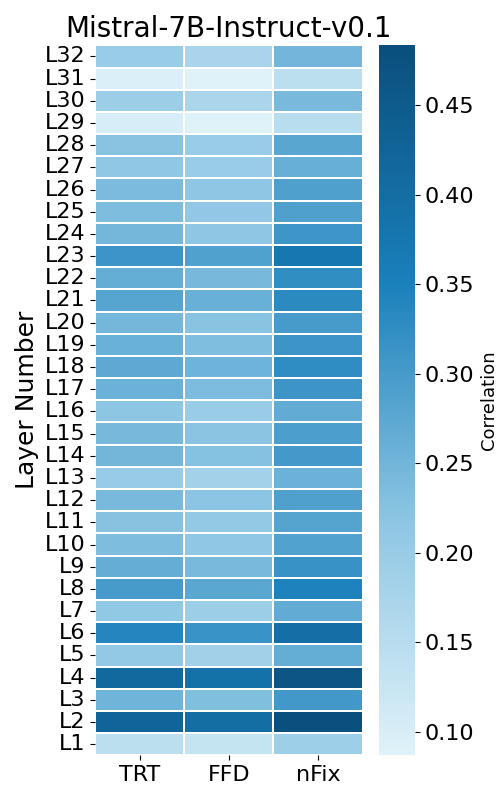 Mistral-7B-Instruct-v0.1
Layer Number
L32
L31
L30
L29
L28
L27
L26
L25
L24
L23
L22
L21
L20
L19
L18
L17
L16
L15
L14
L13
L12
L11
L10
L9
L8
L7
L6
L5
L4
L3
L2
L1
TRT FFD nFix
0.45
0.40
0.35
0.30
0.25
0.20
0.15
0.10
Correlation